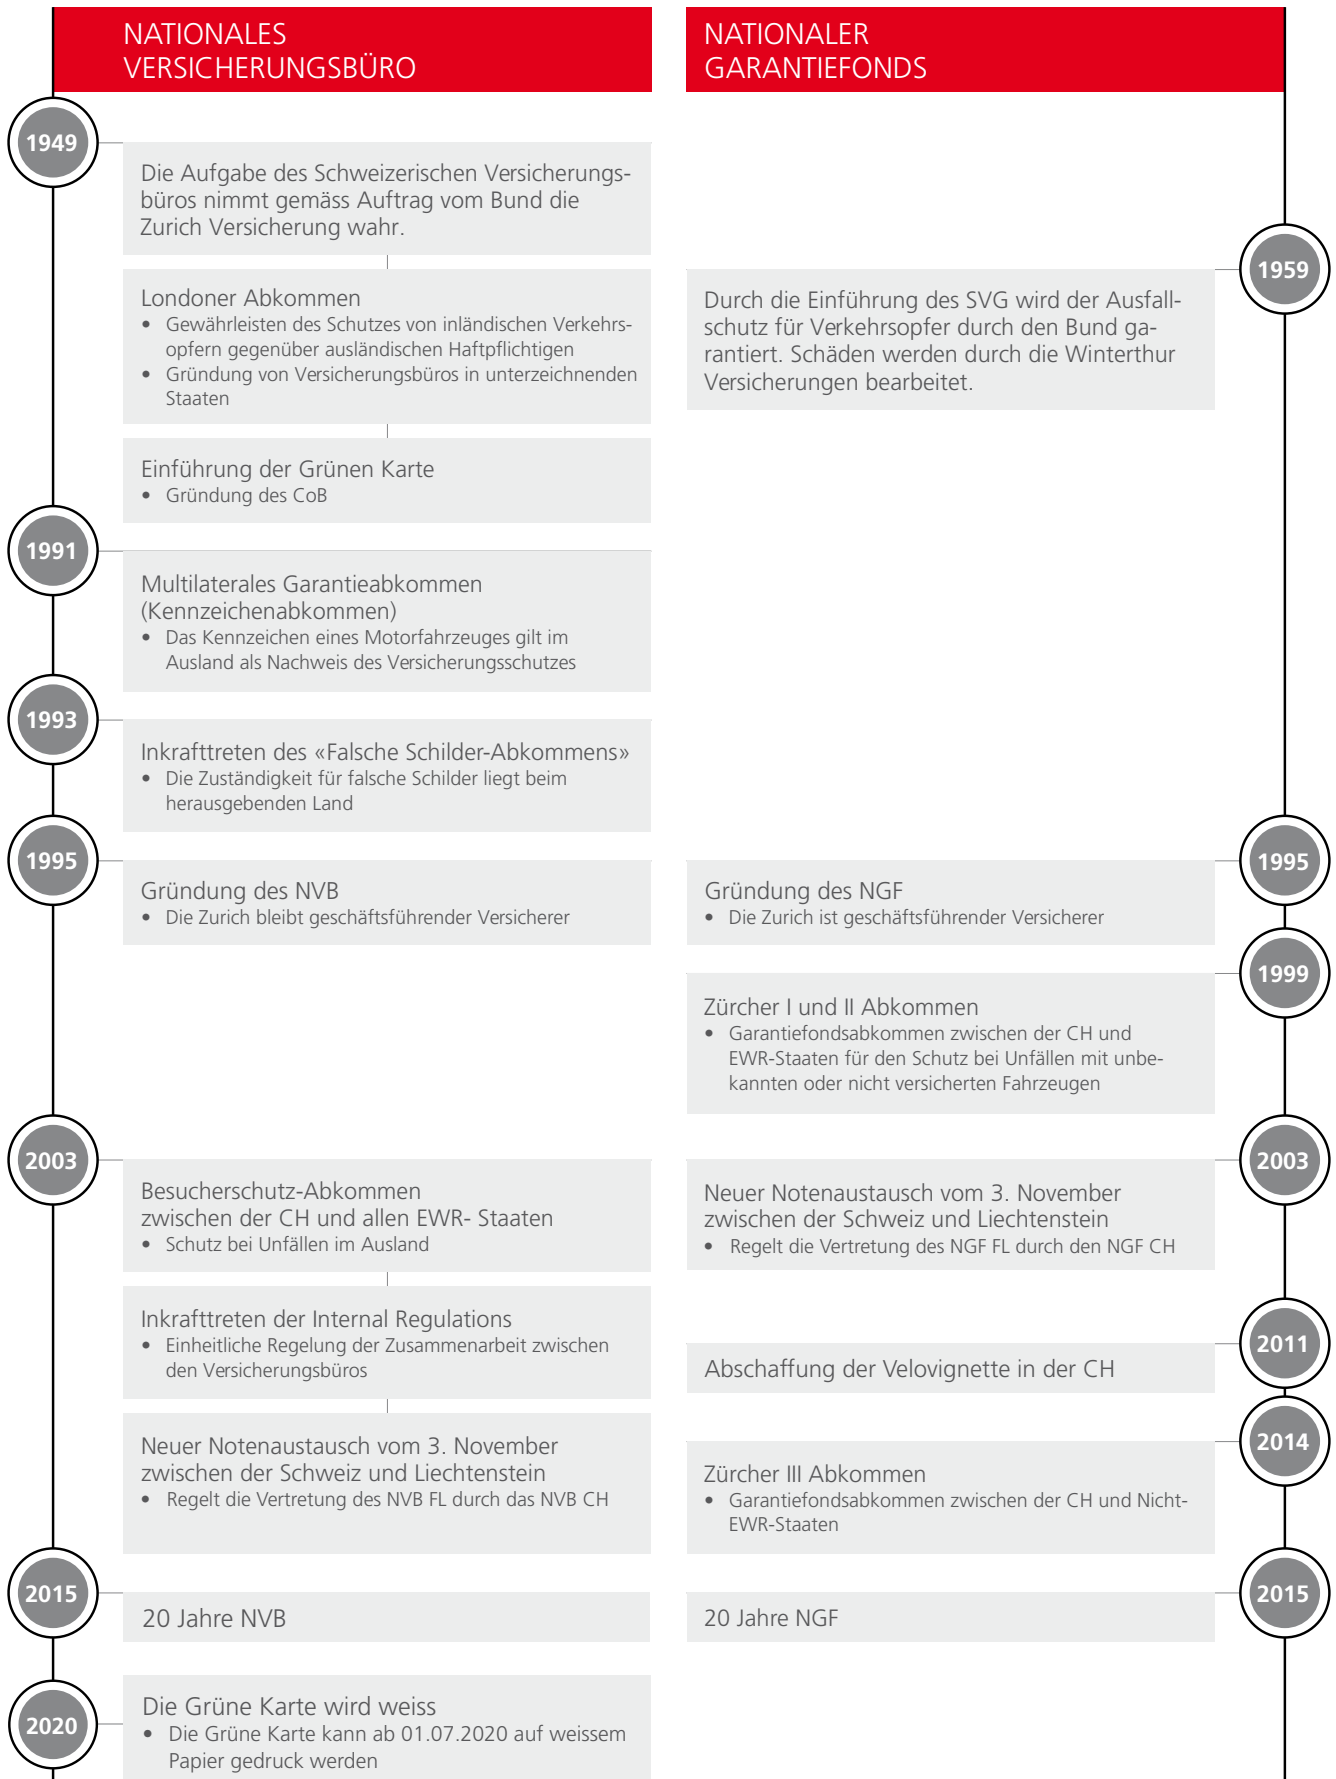 NATIONALES
VERSICHERUNGSBÜRO
1949
Die Aufgabe des Schweizerischen Versicherungs-
büros nimmt gemäss Auftrag vom Bund die
Zurich Versicherung wahr.
Londoner Abkommen
• Gewährleisten des Schutzes von inländischen Verkehrs-
opfern gegenüber ausländischen Haftpflichtigen
• Gründung von Versicherungsbüros in unterzeichnenden
Staaten
Einführung der Grünen Karte
• Gründung des CoB
1991
Multilaterales Garantieabkommen
(Kennzeichenabkommen)
• Das Kennzeichen eines Motorfahrzeuges gilt im
Ausland als Nachweis des Versicherungsschutzes
1993
Inkrafttreten des «Falsche Schilder-Abkommens»
• Die Zuständigkeit für falsche Schilder liegt beim
herausgebenden Land
1995
Gründung des NVB
• Die Zurich bleibt geschäftsführender Versicherer
2003
Besucherschutz-Abkommen
zwischen der CH und allen EWR- Staaten
• Schutz bei Unfällen im Ausland
Inkrafttreten der Internal Regulations
• Einheitliche Regelung der Zusammenarbeit zwischen
den Versicherungsbüros
Neuer Notenaustausch vom 3. November
zwischen der Schweiz und Liechtenstein
• Regelt die Vertretung des NVB FL durch das NVB CH
2015
20 Jahre NVB
2020
Die Grüne Karte wird weiss
• Die Grüne Karte kann ab 01.07.2020 auf weissem
Papier gedruck werden
NATIONALER
GARANTIEFONDS
1959
Durch die Einführung des SVG wird der Ausfall-
schutz für Verkehrsopfer durch den Bund ga-
rantiert. Schäden werden durch die Winterthur
Versicherungen bearbeitet.
1995
Gründung des NGF
• Die Zurich ist geschäftsführender Versicherer
1999
Zürcher I und II Abkommen
• Garantiefondsabkommen zwischen der CH und
EWR-Staaten für den Schutz bei Unfällen mit unbe-
kannten oder nicht versicherten Fahrzeugen
2003
Neuer Notenaustausch vom 3. November
zwischen der Schweiz und Liechtenstein
• Regelt die Vertretung des NGF FL durch den NGF CH
2011
Abschaffung der Velovignette in der CH
2014
Zürcher III Abkommen
• Garantiefondsabkommen zwischen der CH und Nicht-
EWR-Staaten
2015
20 Jahre NGF